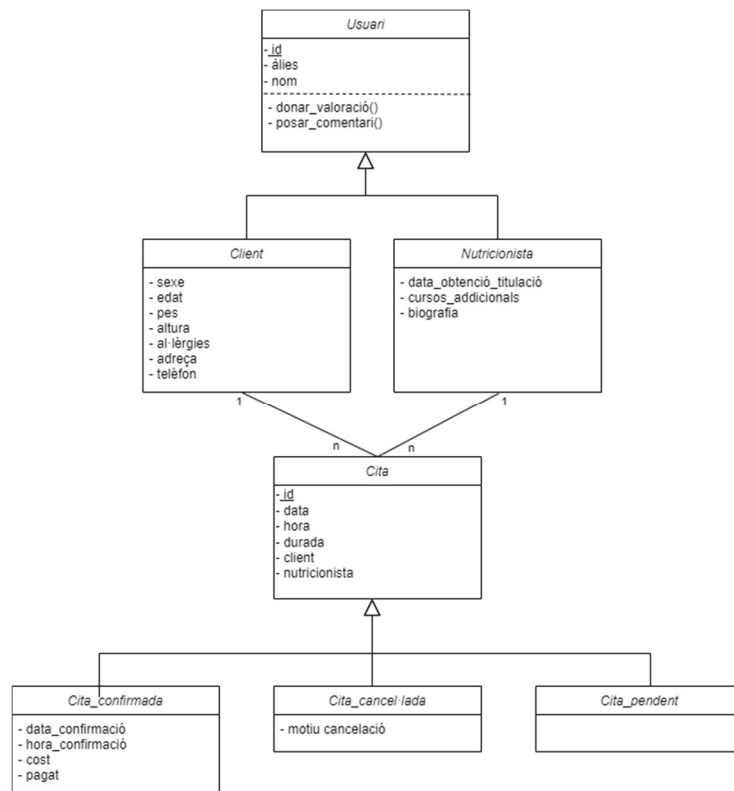 Usuari
- id
- àlies
- nom
- donar_valoració()
- posar_comentari()
Client
- sexe
- edat
- pes
- altura
- al·lèrgies
- adreça
- telèfon
Nutricionista
- data_obtenció_titulació
- cursos_addicionals
- biografia
1
1
n
n
Cita
- id
- data
- hora
- durada
- client
- nutricionista
Cita_confirmada
- data_confirmació
- hora_confirmació
- cost
- pagat
Cita_cancel·lada
- motiu cancelació
Cita_pendent